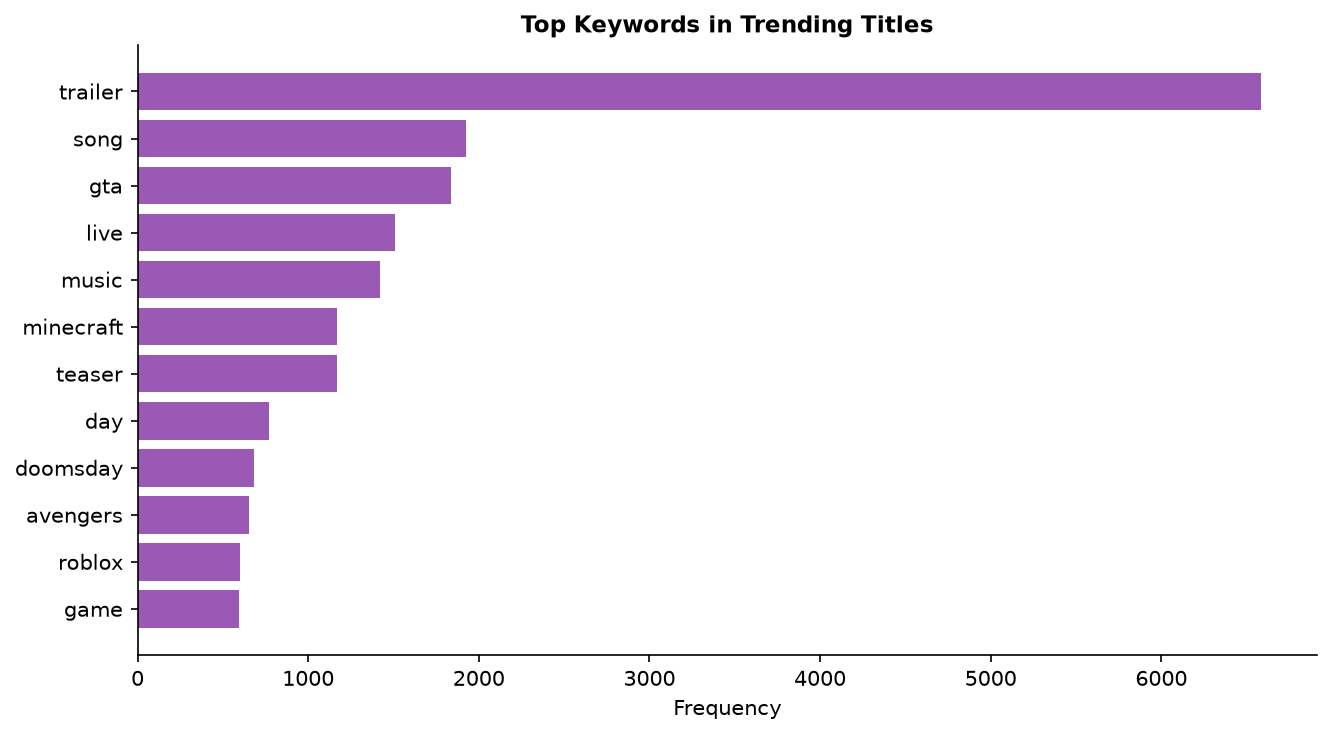 Top Keywords in Trending Titles
trailer
song
gta
live
music
minecraft
teaser
day
doomsday
avengers
roblox
game
0 1000 2000 3000 4000 5000 6000
Frequency